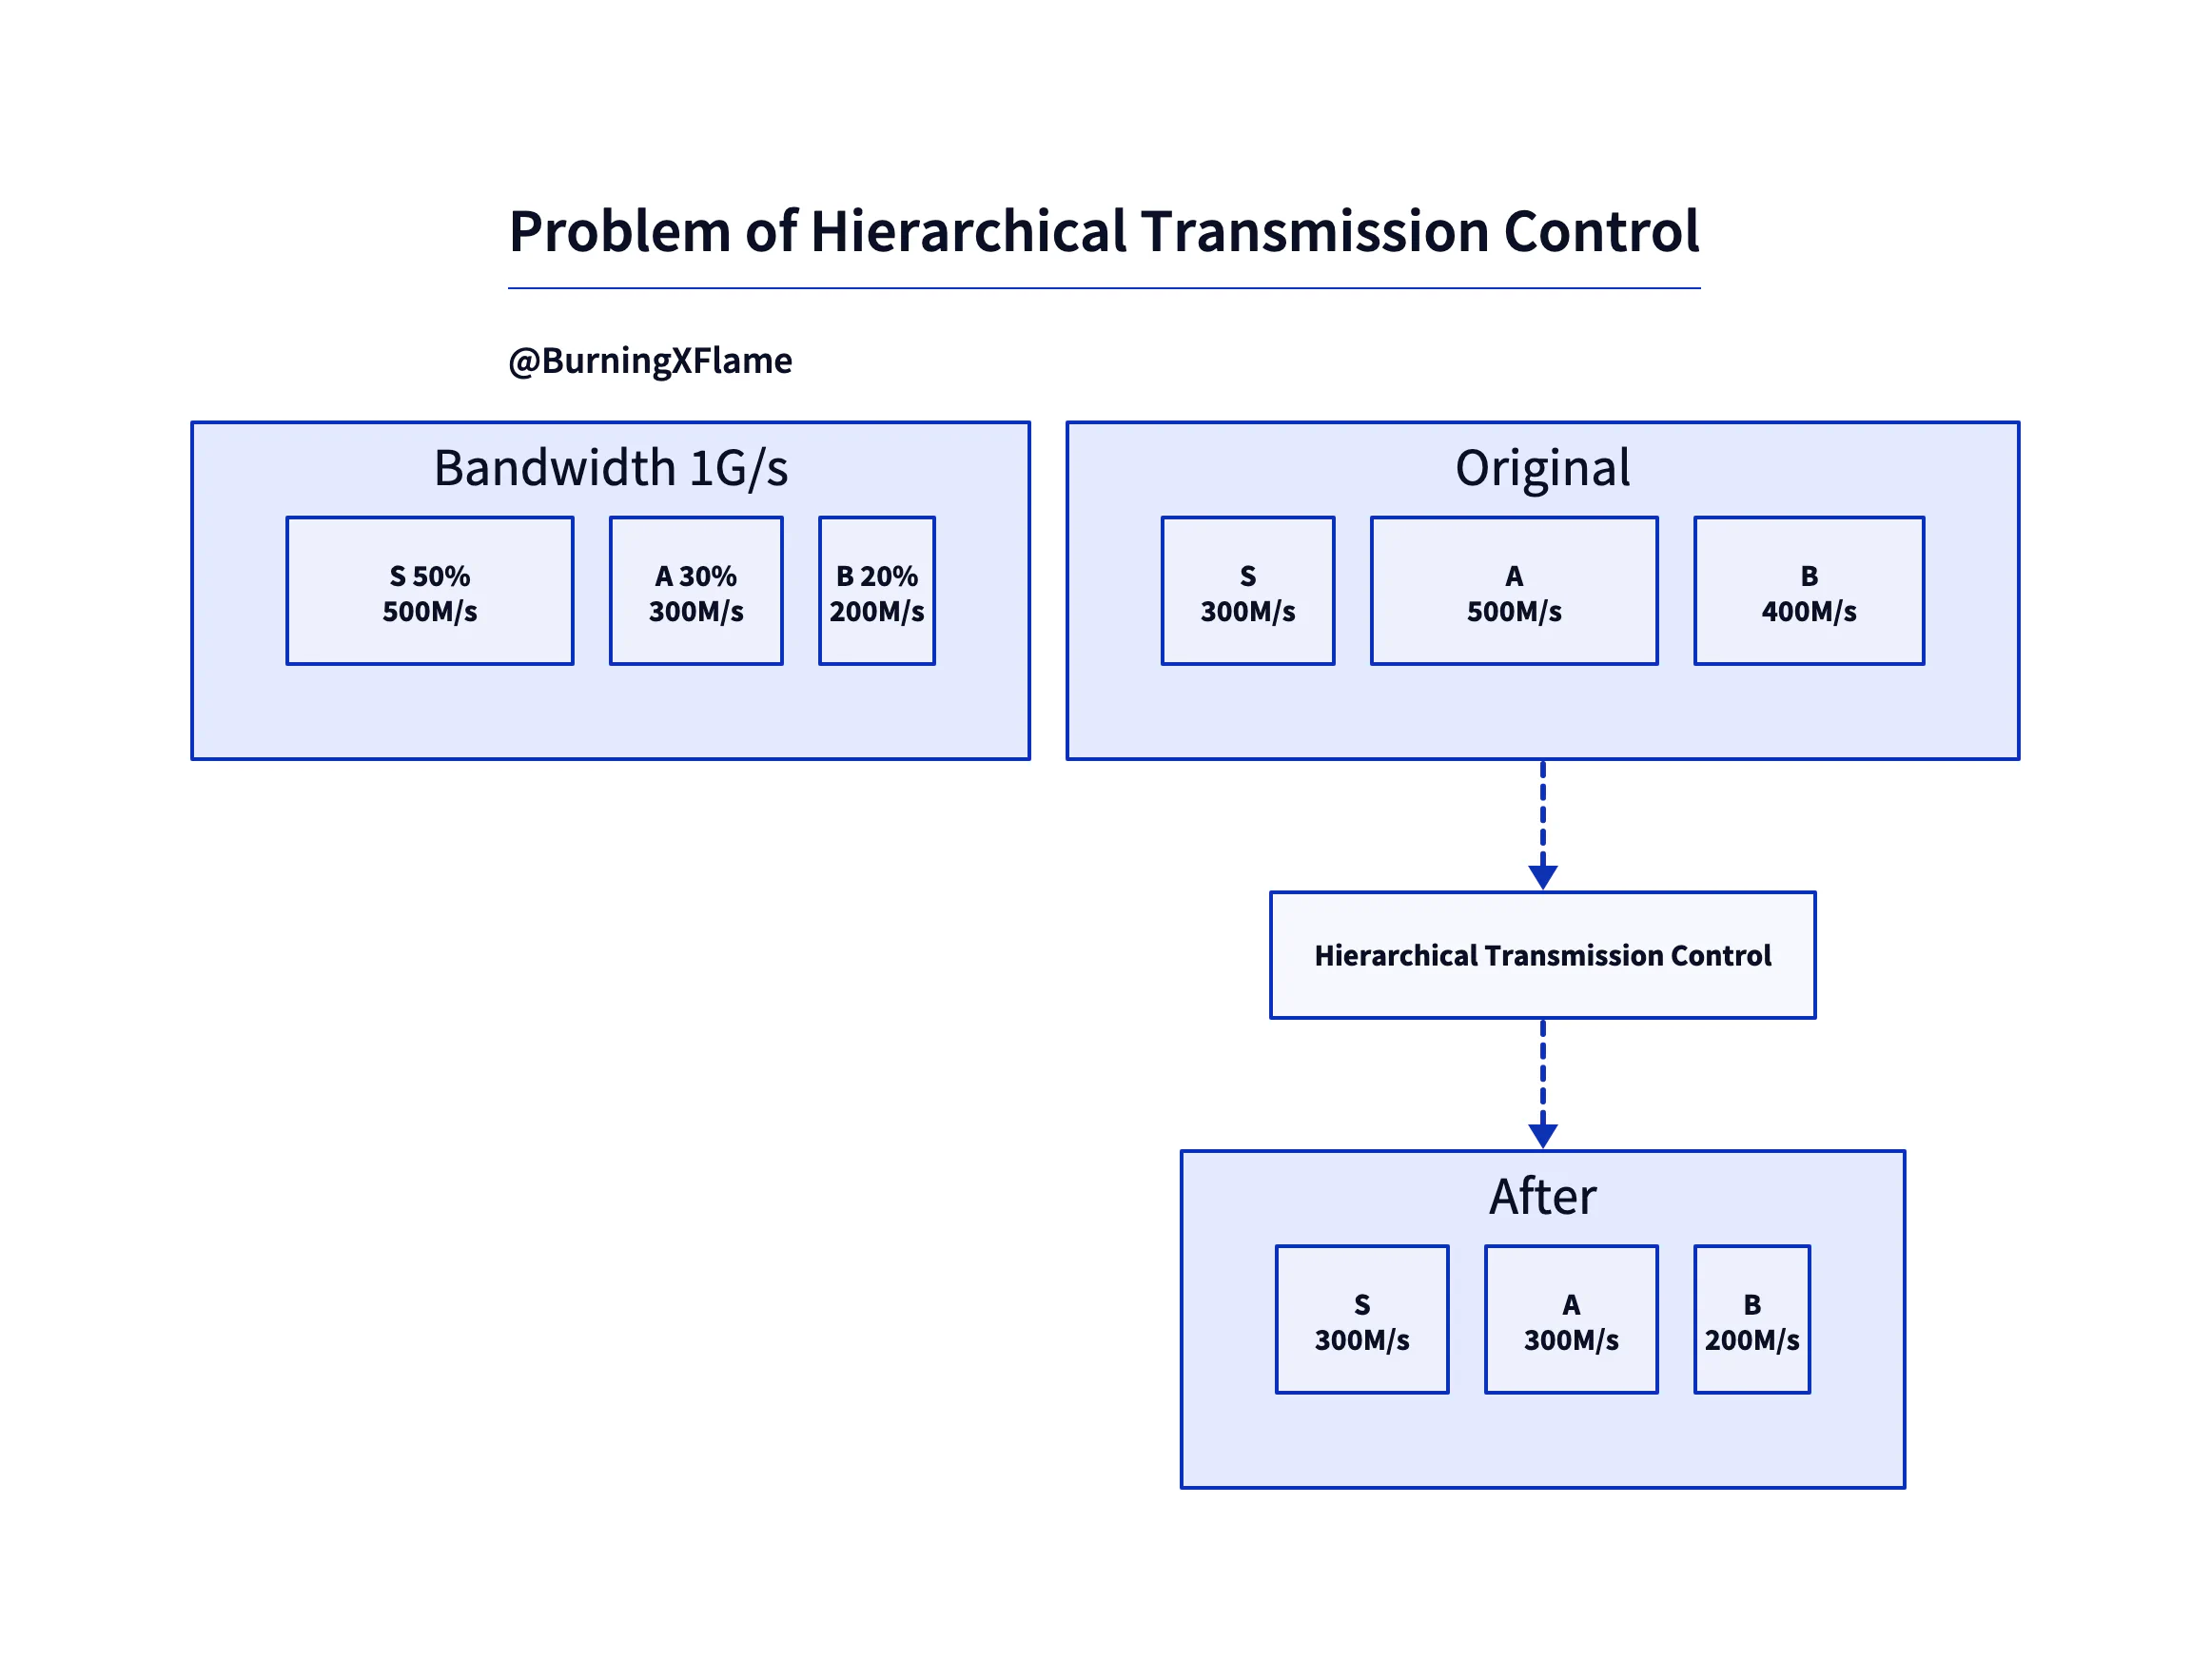 Problem of Hierarchical Transmission Control
@BurningXFlame
Bandwidth 1G/s
S 50%
500M/s
A 30%
300M/s
B 20%
200M/s
Original
S
300M/s
A
500M/s
B
400M/s
Hierarchical Transmission Control
After
S
300M/s
A
300M/s
B
200M/s